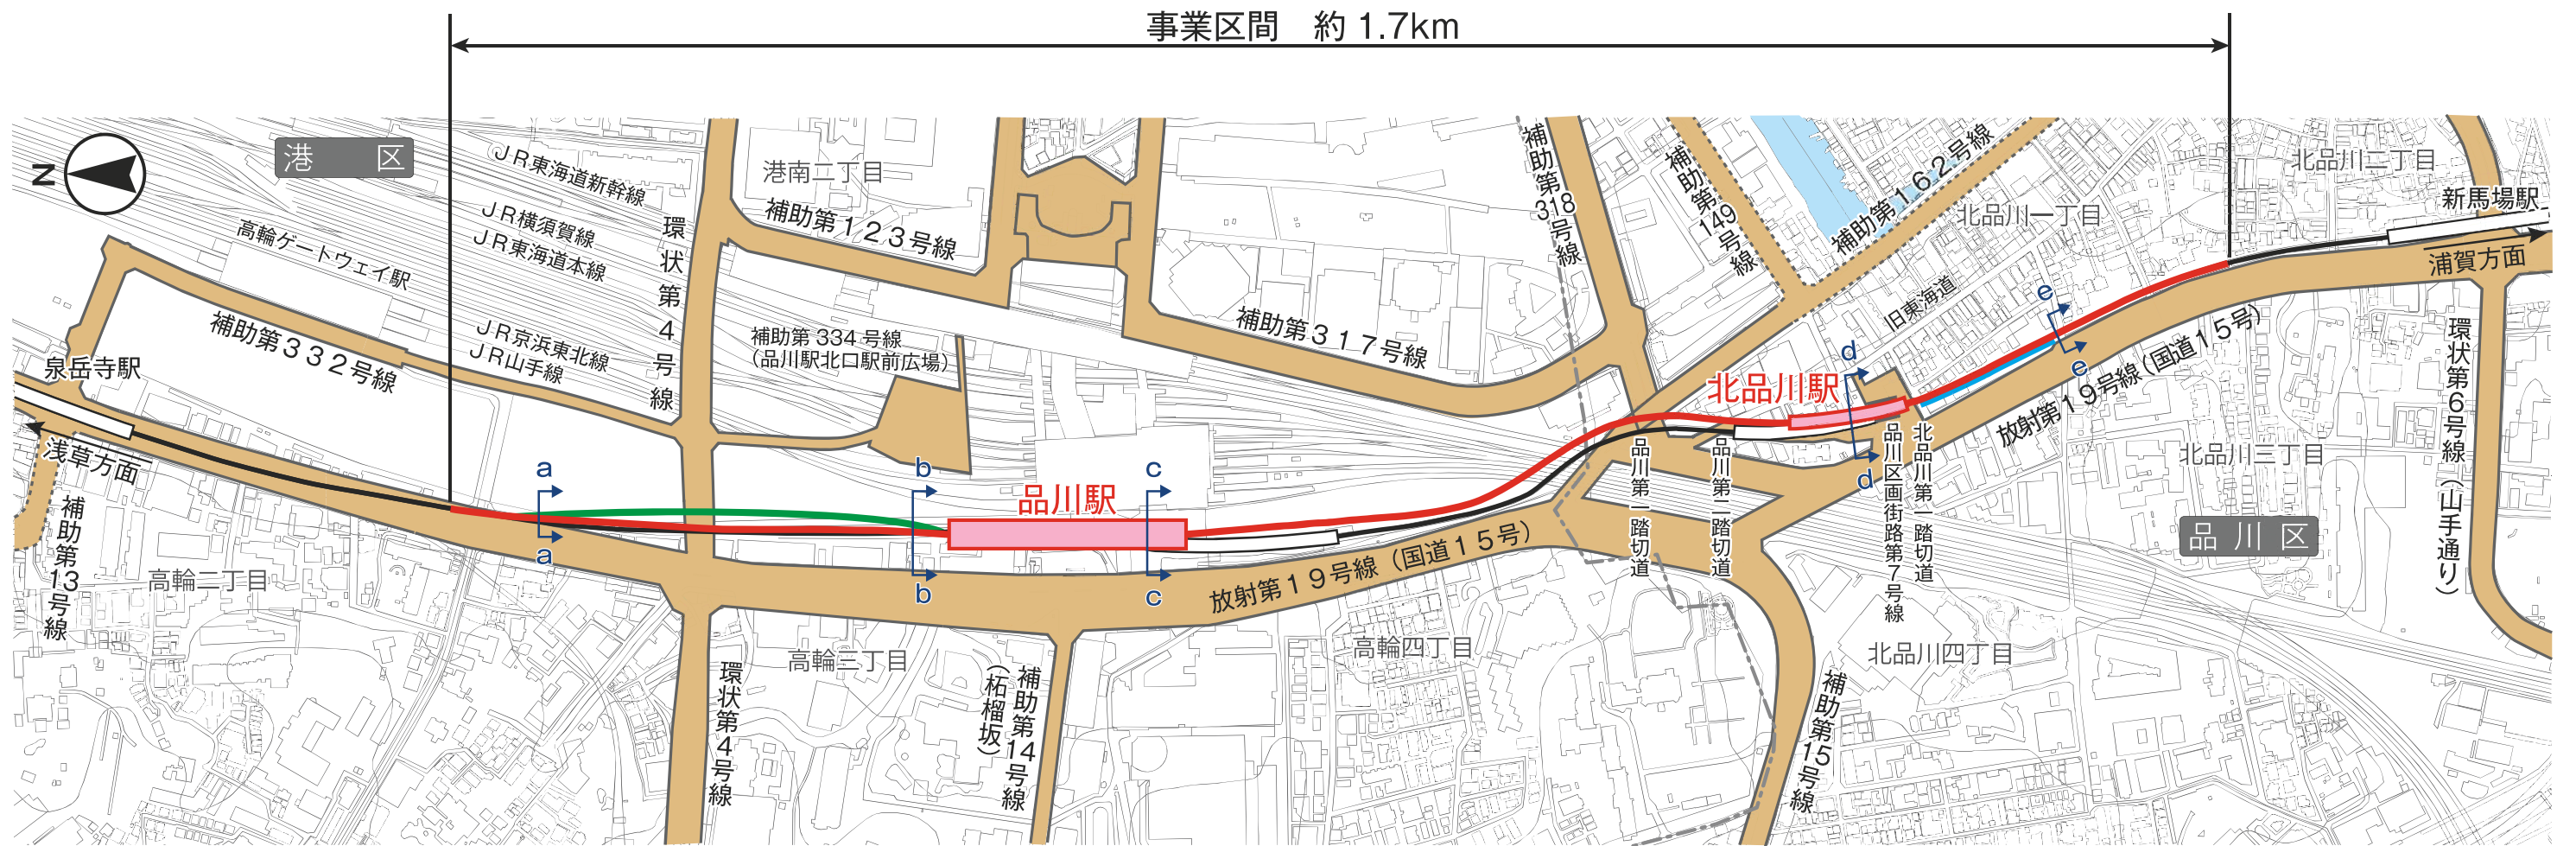 事業区間　約 1.7km
N
港　区
JR東海道新幹線
JR横須賀線
JR東海道本線
高輪ゲートウェイ駅
環状第4号線
港南二丁目
補助第123号線
補助第318号線
補助第149号線
補助第162号線
北品川一丁目
北品川二丁目
新馬場駅
浦賀方面
旧東海道
補助第332号線
JR京浜東北線
JR山手線
補助第 334 号線
（品川駅北口駅前広場）
補助第317号線
泉岳寺駅
浅草方面
補助第13号線
高輪二丁目
a
a
b
b
品川駅
c
c
北品川駅
d
d
e
e
放射第19号線（国道15号）
放射第19号線（国道15号）
品川第一踏切道
品川第二踏切道
品川区画街路第7号線
北品川第一踏切道
北品川三丁目
環状第6号線（山手通り）
品川区
高輪三丁目
高輪四丁目
北品川四丁目
環状第4号線
補助第14号線
（柘榴坂）
補助第15号線